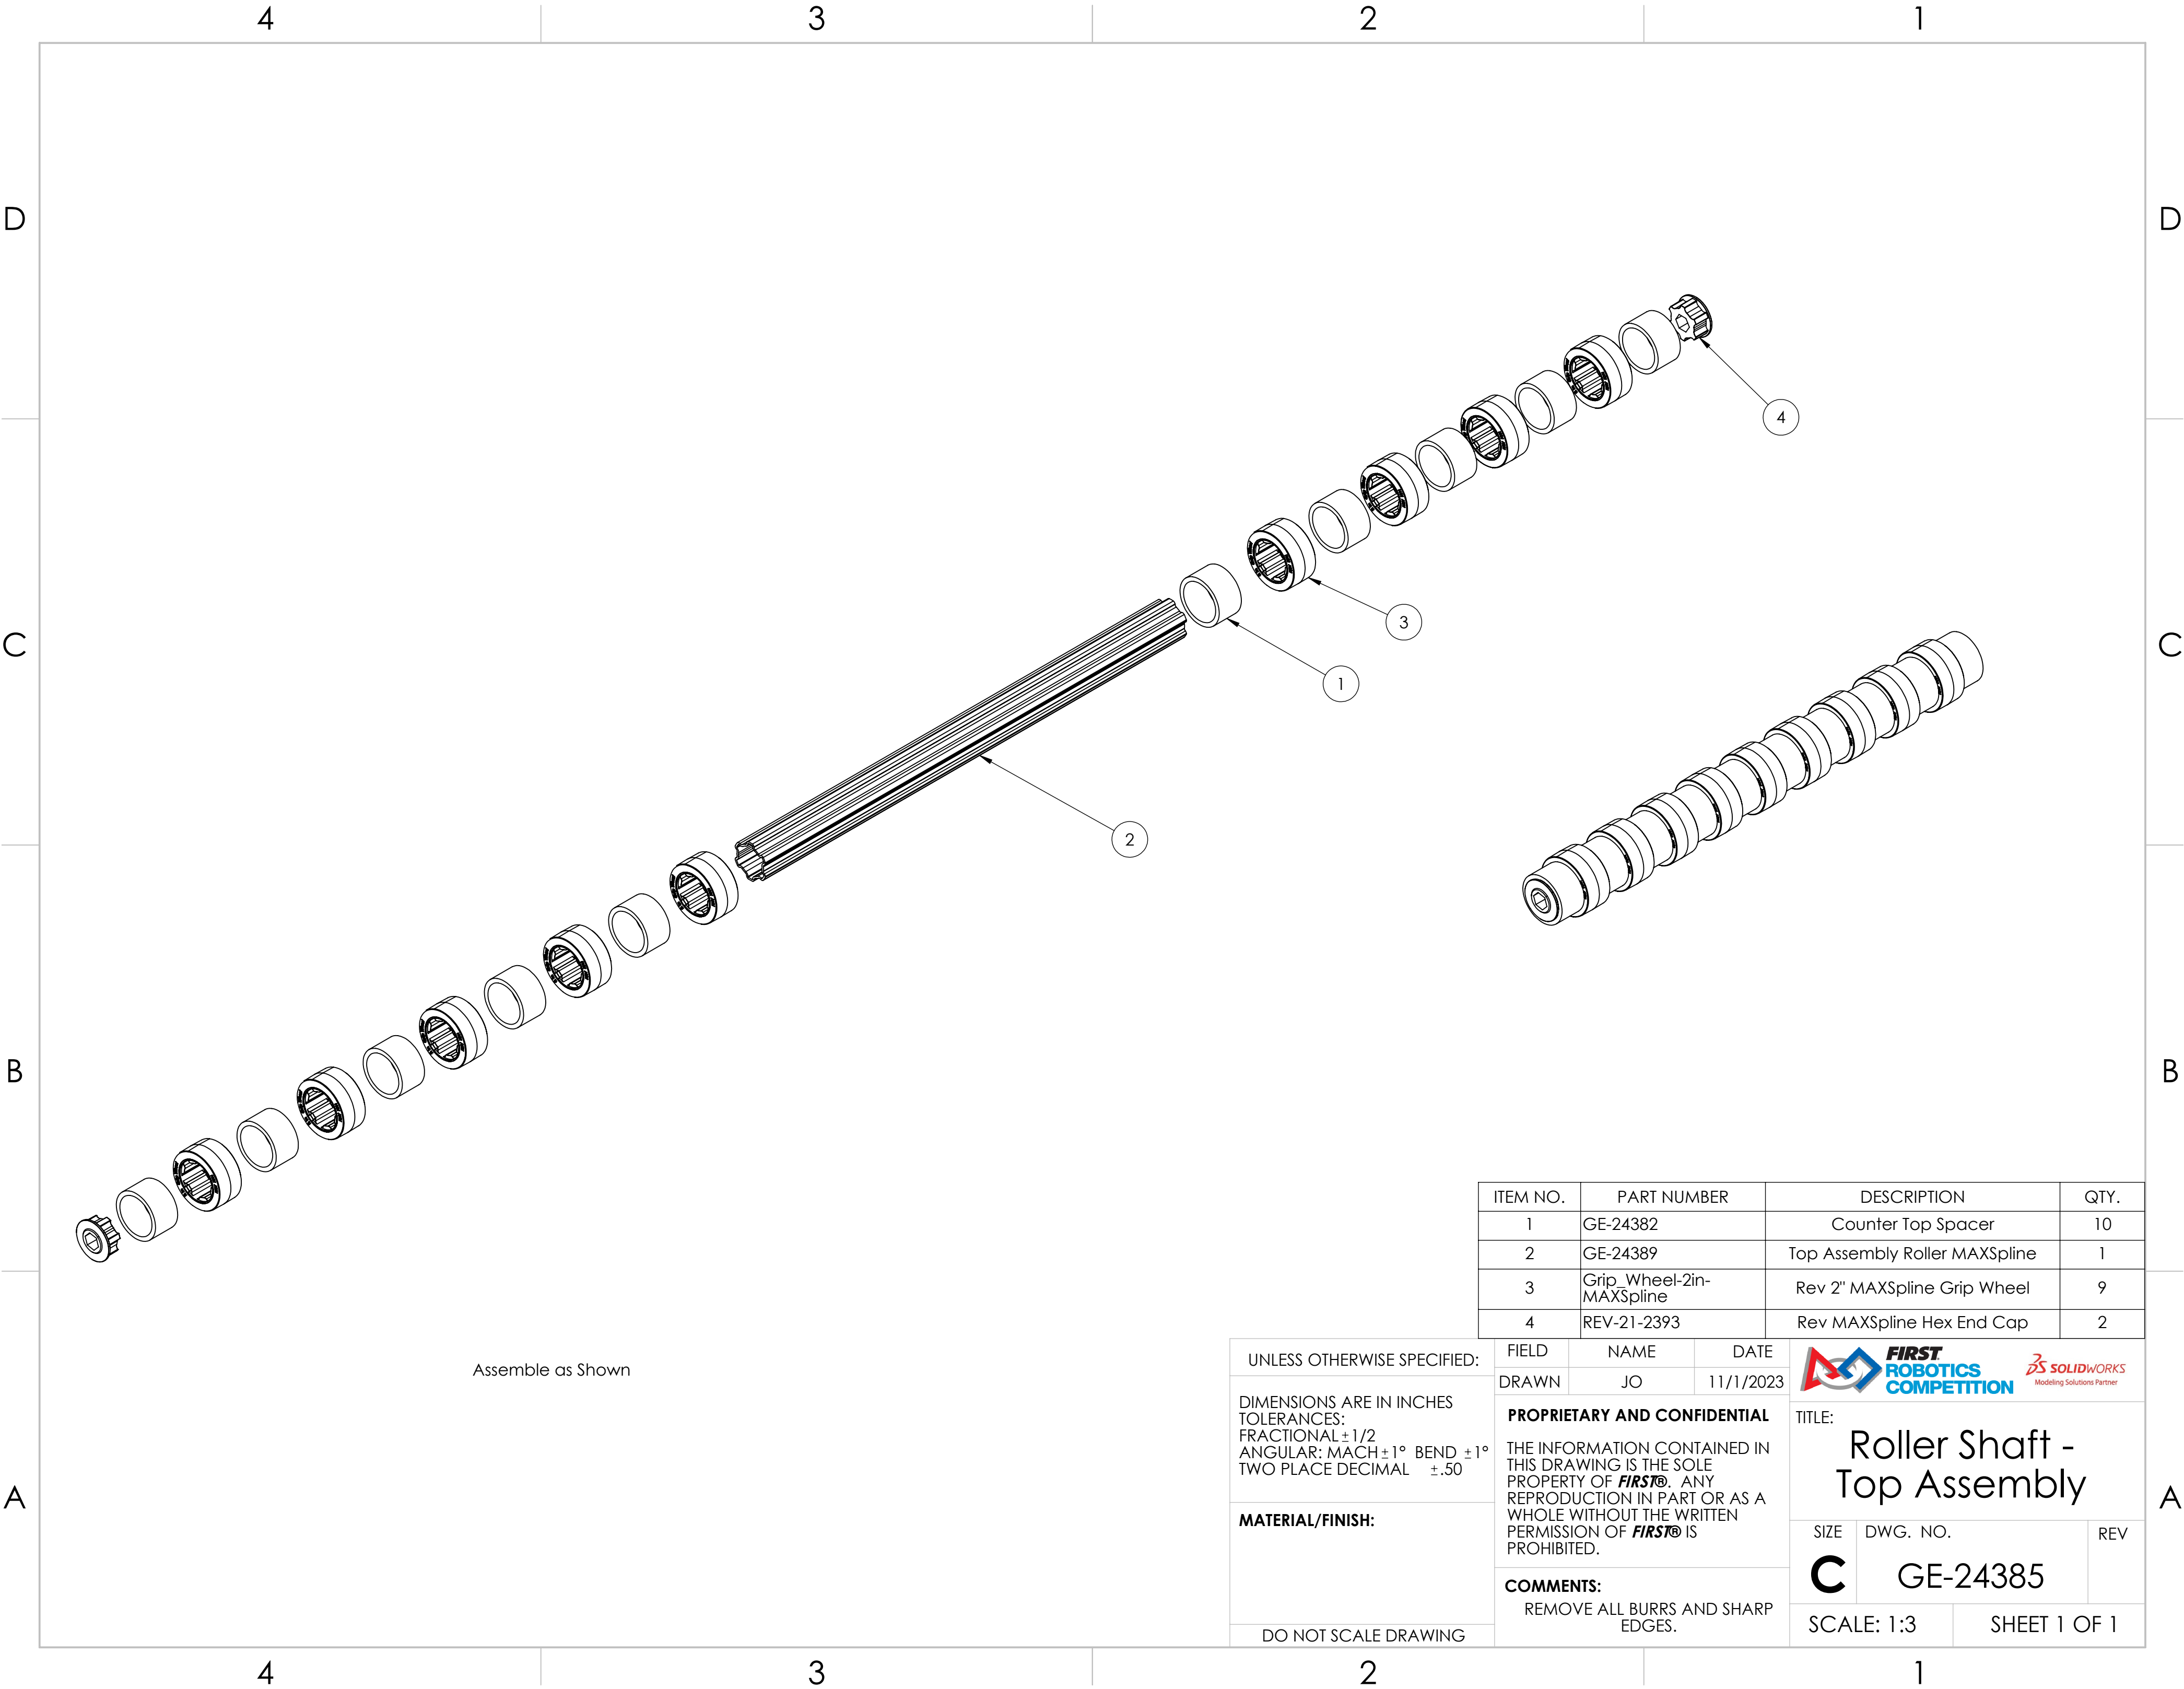 4 3 2 1
D D
4
3
C C
1
2
B B
ITEM NO. PART NUMBER DESCRIPTION QTY.
1 GE-24382 Counter Top Spacer 10
2 GE-24389 Top Assembly Roller MAXSpline 1
3 Grip_Wheel-2in-
MAXSpline Rev 2" MAXSpline Grip Wheel 9
4 REV-21-2393 Rev MAXSpline Hex End Cap 2
Assemble as Shown
UNLESS OTHERWISE SPECIFIED:
DIMENSIONS ARE IN INCHES
TOLERANCES:
FRACTIONAL ±1/2
ANGULAR: MACH ±1° BEND ±1°
TWO PLACE DECIMAL ±.50
MATERIAL/FINISH:
DO NOT SCALE DRAWING
FIELD NAME DATE
DRAWN JO 11/1/2023
PROPRIETARY AND CONFIDENTIAL
THE INFORMATION CONTAINED IN
THIS DRAWING IS THE SOLE
PROPERTY OF FIRST®. ANY
REPRODUCTION IN PART OR AS A
WHOLE WITHOUT THE WRITTEN
PERMISSION OF FIRST® IS
PROHIBITED.
COMMENTS:
REMOVE ALL BURRS AND SHARP
EDGES.
FIRST
ROBOTICS
COMPETITION
SOLIDWORKS
Modeling Solutions Partner
TITLE:
Roller Shaft -
Top Assembly
SIZE DWG. NO. REV
C GE-24385
SCALE: 1:3 SHEET 1 OF 1
A A
4 3 2 1